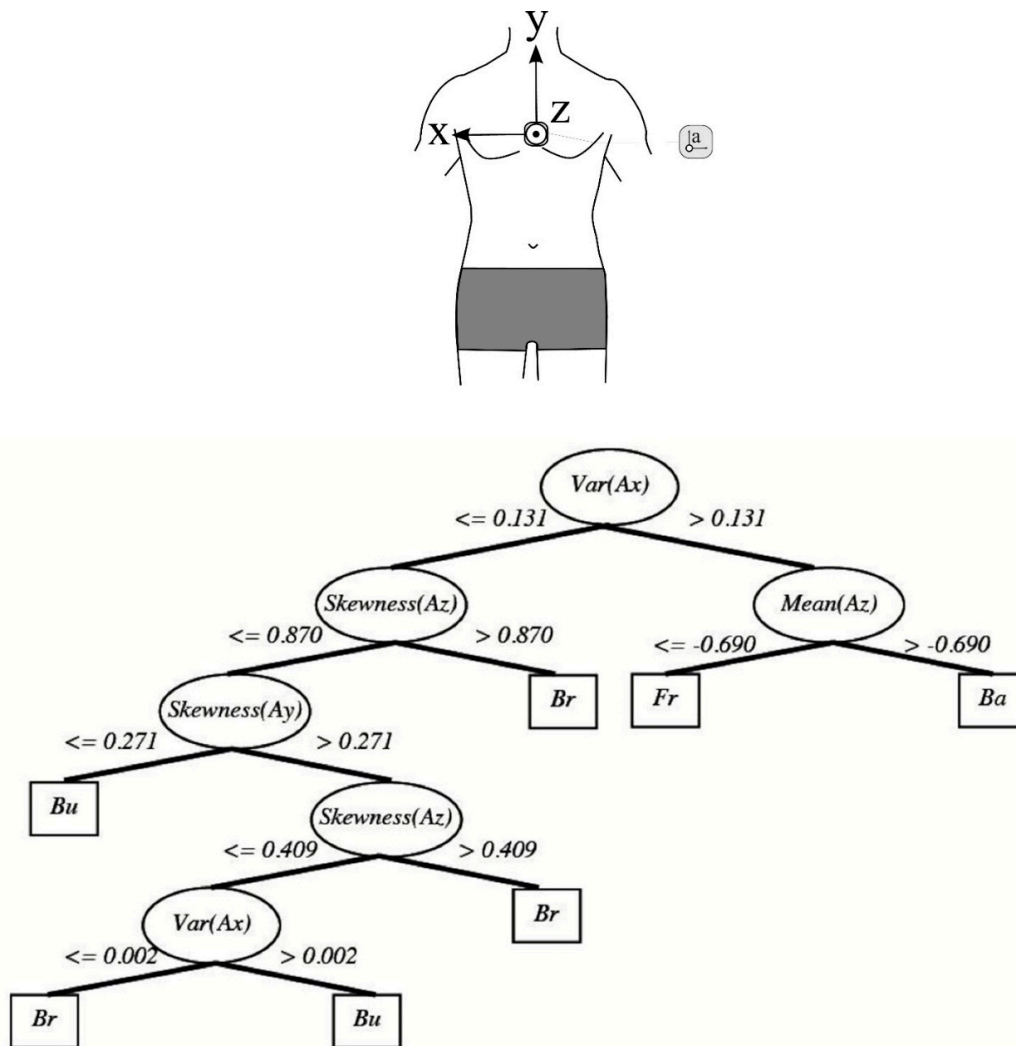 y
z
x
a
Var(Ax)
<= 0.131 > 0.131
Skewness(Az) Mean(Az)
<= 0.870 > 0.870 <= -0.690 > -0.690
Skewness(Ay) Br Fr Ba
<= 0.271 > 0.271
Bu Skewness(Az)
<= 0.409 > 0.409
Var(Ax) Br
<= 0.002 > 0.002
Br Bu